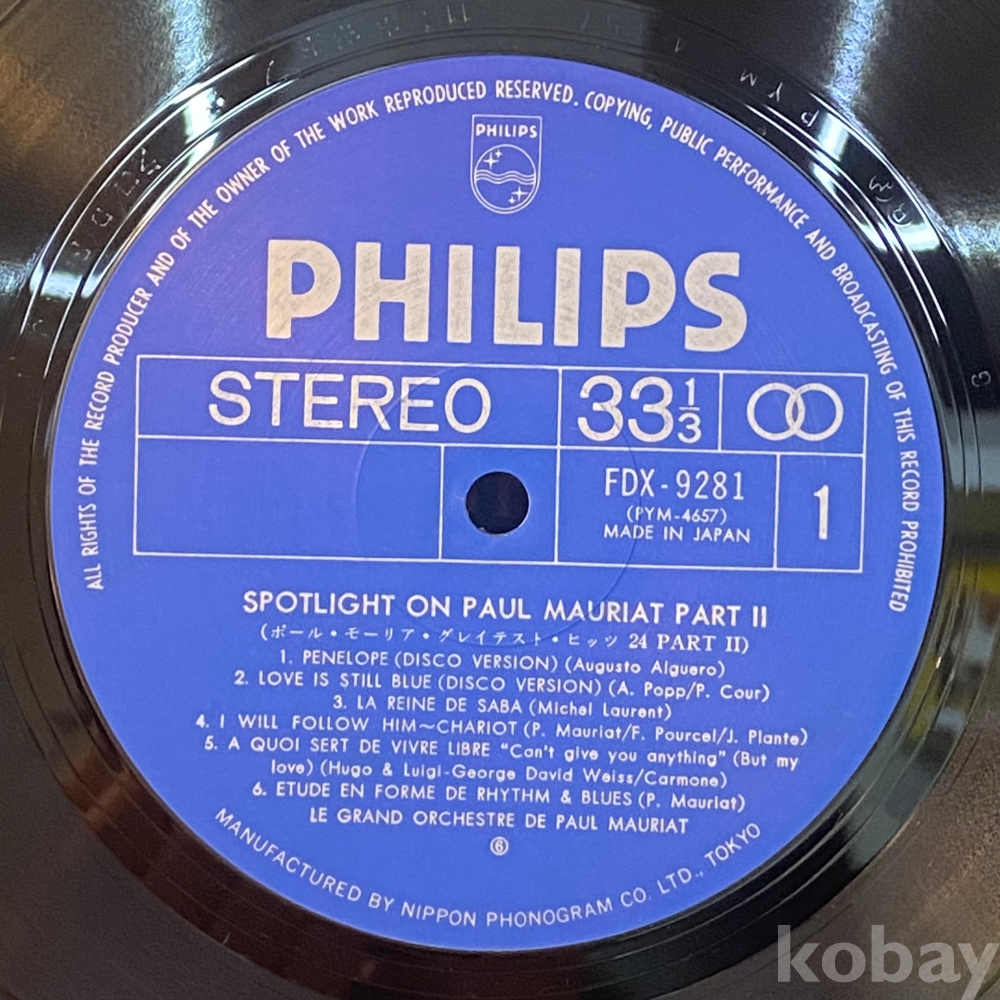 ALL RIGHTS OF THE RECORD PRODUCER AND OF THE OWNER OF THE WORK REPRODUCED RESERVED. COPYING, PUBLIC PERFORMANCE AND BROADCASTING OF THIS RECORD PROHIBITED
PHILIPS
PHILIPS
STEREO
33 1/3
FDX-9281
(PYM-4657)
MADE IN JAPAN
1
SPOTLIGHT ON PAUL MAURIAT PART II
(ポール・モーリア・グレイテスト・ヒッツ 24 PART II)
1. PENELOPE (DISCO VERSION) (Augusto Alguero)
2. LOVE IS STILL BLUE (DISCO VERSION) (A. Popp/P. Cour)
3. LA REINE DE SABA (Michel Laurent)
4. I WILL FOLLOW HIM~CHARIOT (P. Mauriat/F. Pourcel/J. Plante)
5. A QUOI SERT DE VIVRE LIBRE "Can't give you anything" (But my
love) (Hugo & Luigi-George David Weiss/Carmone)
6. ETUDE EN FORME DE RHYTHM & BLUES (P. Mauriat)
LE GRAND ORCHESTRE DE PAUL MAURIAT
⑥
MANUFACTURED BY NIPPON PHONOGRAM CO. LTD., TOKYO
kobay